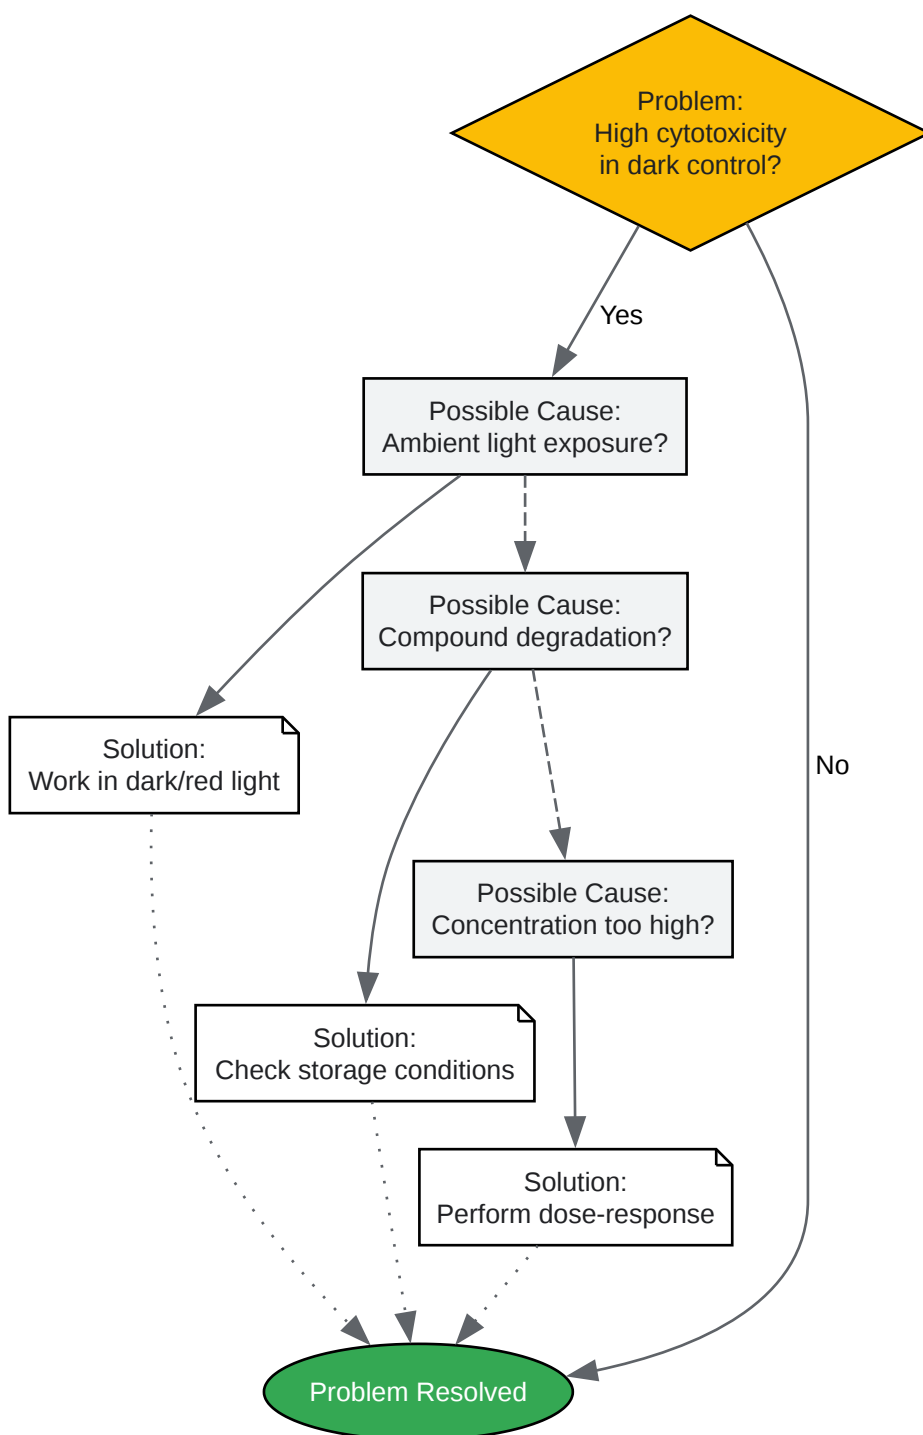 Problem:
High cytotoxicity
in dark control?
Yes
Possible Cause:
Ambient light exposure?
Possible Cause:
Compound degradation?
Solution:
Work in dark/red light
No
Possible Cause:
Concentration too high?
Solution:
Check storage conditions
Solution:
Perform dose-response
Problem Resolved